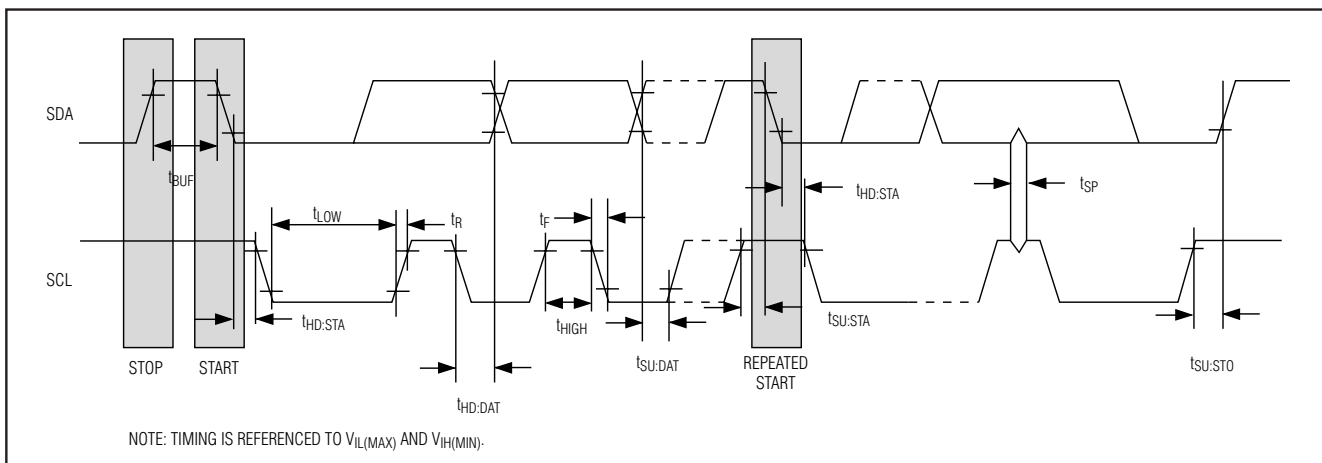 SDA
tBUF
tHD:STA
tSP
tLOW
tR
tF
SCL
tHD:STA
tHIGH
tSU:STA
tSU:DAT
tSU:STO
STOP
START
REPEATED
START
tHD:DAT
NOTE: TIMING IS REFERENCED TO VIL(MAX) AND VIH(MIN).